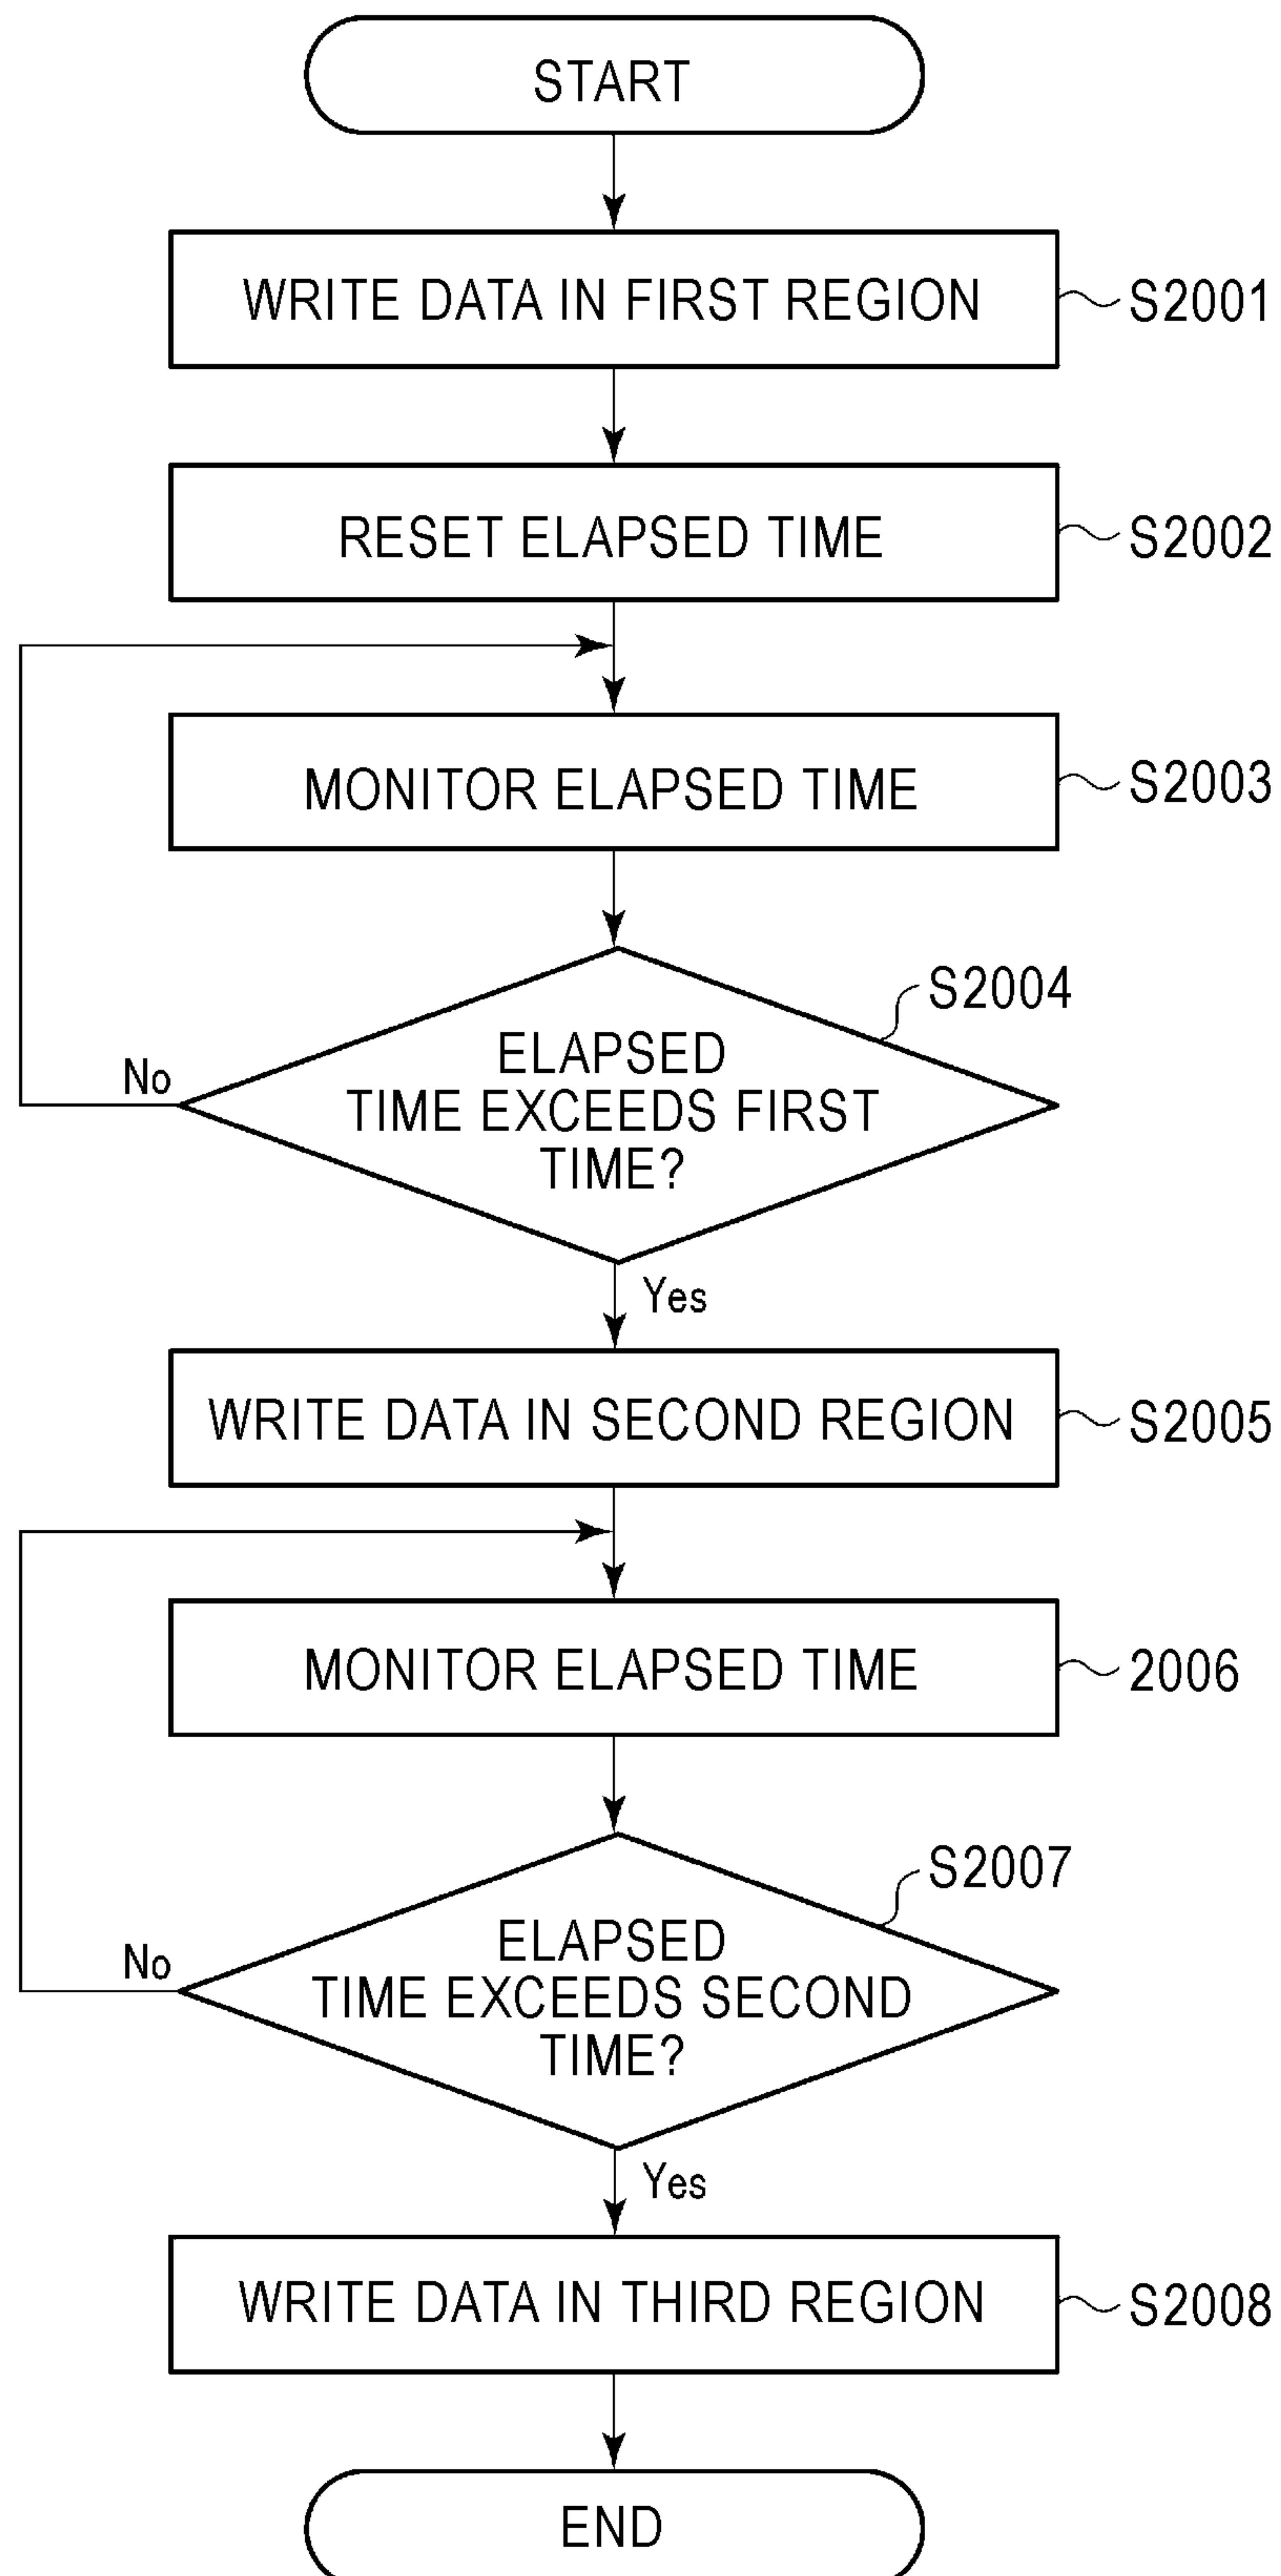 START
WRITE DATA IN FIRST REGION
S2001
RESET ELAPSED TIME
S2002
MONITOR ELAPSED TIME
S2003
S2004
ELAPSED
TIME EXCEEDS FIRST
TIME?
No
Yes
WRITE DATA IN SECOND REGION
S2005
MONITOR ELAPSED TIME
2006
S2007
ELAPSED
TIME EXCEEDS SECOND
TIME?
No
Yes
WRITE DATA IN THIRD REGION
S2008
END